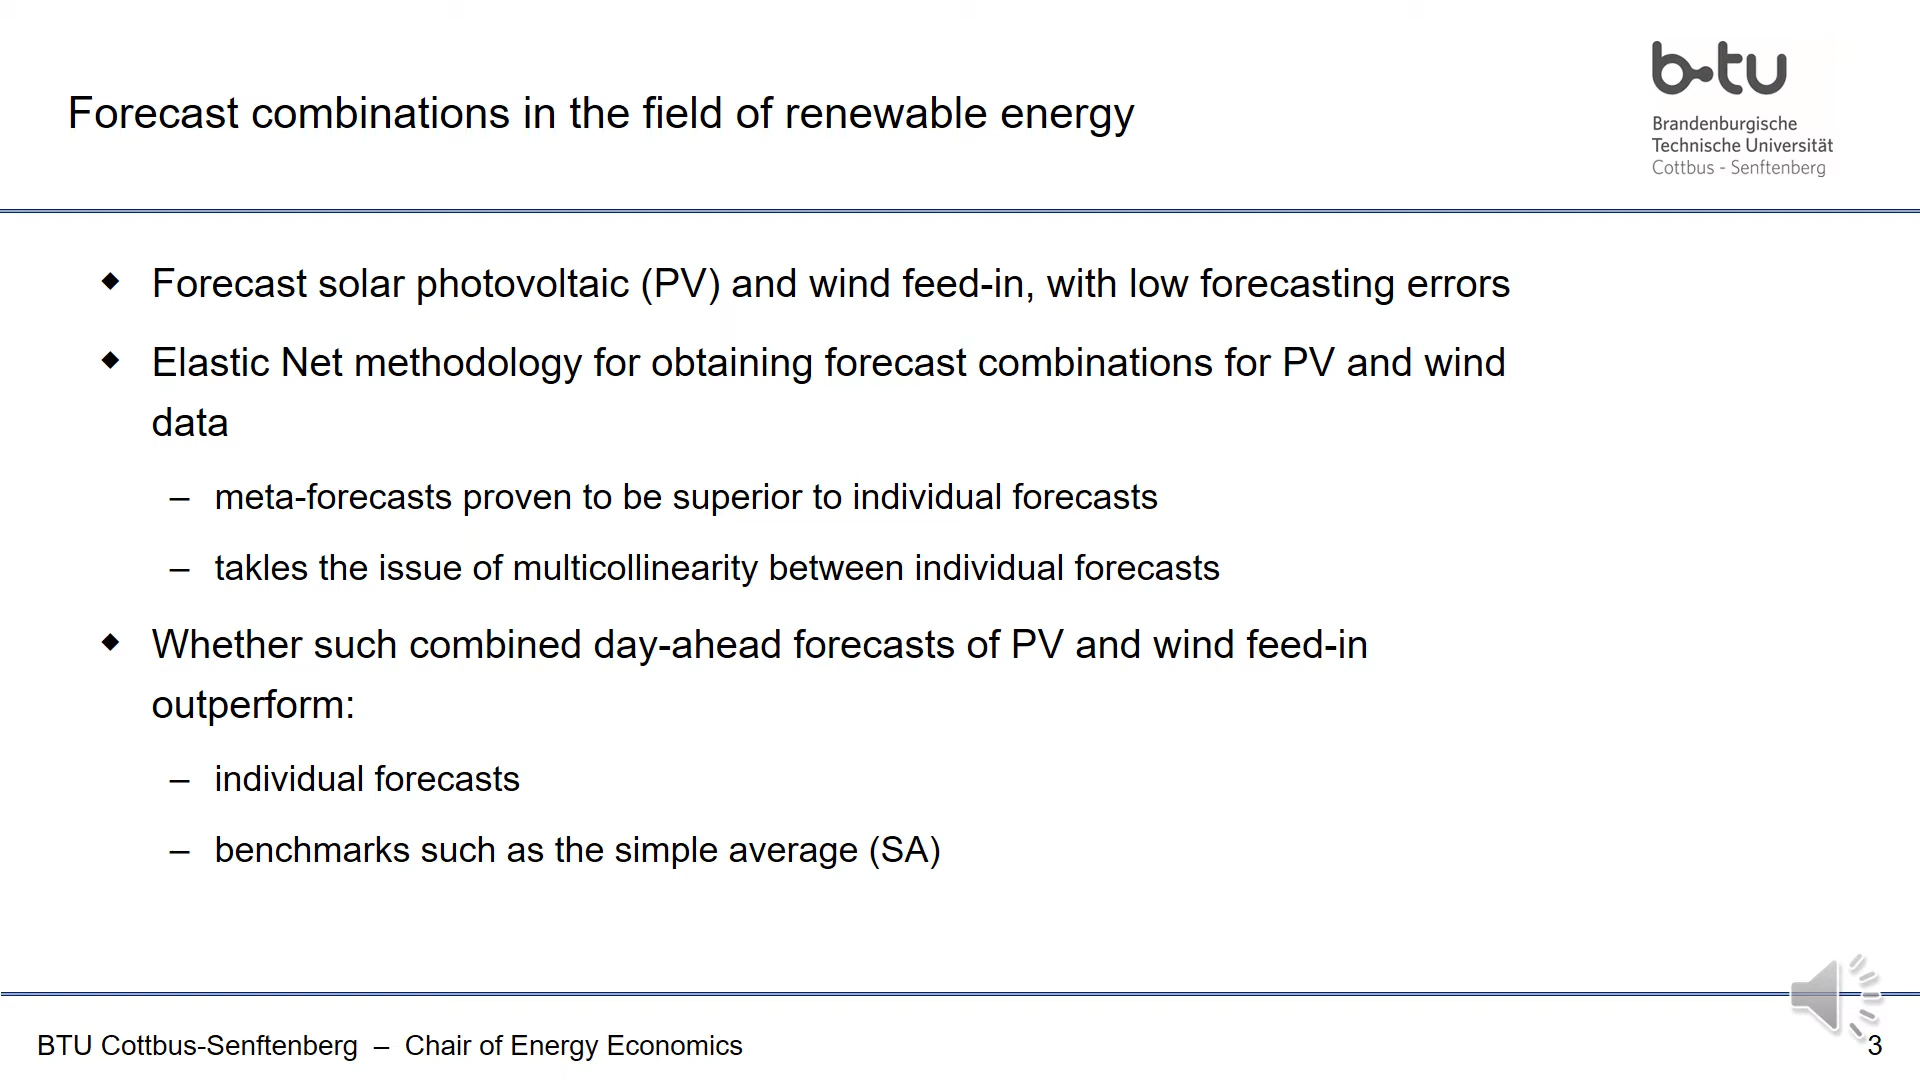 Forecast combinations in the field of renewable energy
b-tu
Brandenburgische
Technische Universität
Cottbus - Senftenberg
◆ Forecast solar photovoltaic (PV) and wind feed-in, with low forecasting errors
◆ Elastic Net methodology for obtaining forecast combinations for PV and wind
data
– meta-forecasts proven to be superior to individual forecasts
– takles the issue of multicollinearity between individual forecasts
◆ Whether such combined day-ahead forecasts of PV and wind feed-in
outperform:
– individual forecasts
– benchmarks such as the simple average (SA)
BTU Cottbus-Senftenberg – Chair of Energy Economics
3